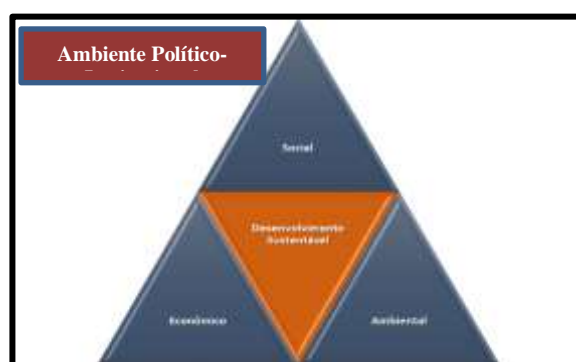 Ambiente Político-
Social
Desenvolvimento
Sustentável
Econômico
Ambiental